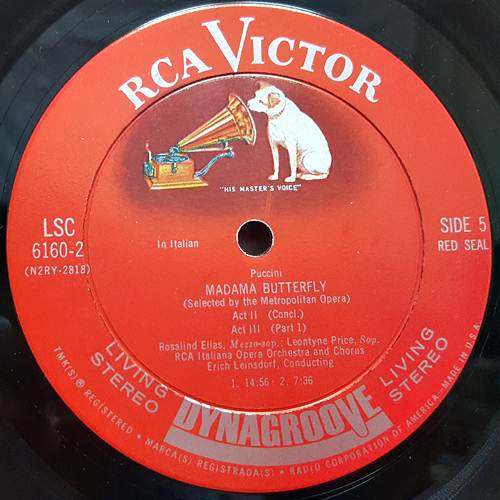 RCA VICTOR
"HIS MASTER'S VOICE"
LSC
6160-2
(N2RY-2818)
In Italian
SIDE 5
RED SEAL
Puccini
MADAMA BUTTERFLY
(Selected by the Metropolitan Opera)
Act II (Concl.)
Act III (Part 1)
Rosalind Elias, Mezzo-sop.; Leontyne Price, Sop.
RCA Italiana Opera Orchestra and Chorus
Erich Leinsdorf, Conducting
1. 14:56 2. 7:36
LIVING STEREO
DYNAGROOVE
LIVING STEREO
TMK(S) ® REGISTERED • MARCA(S) REGISTRADA(S) • RADIO CORPORATION OF AMERICA—MADE IN U.S.A.